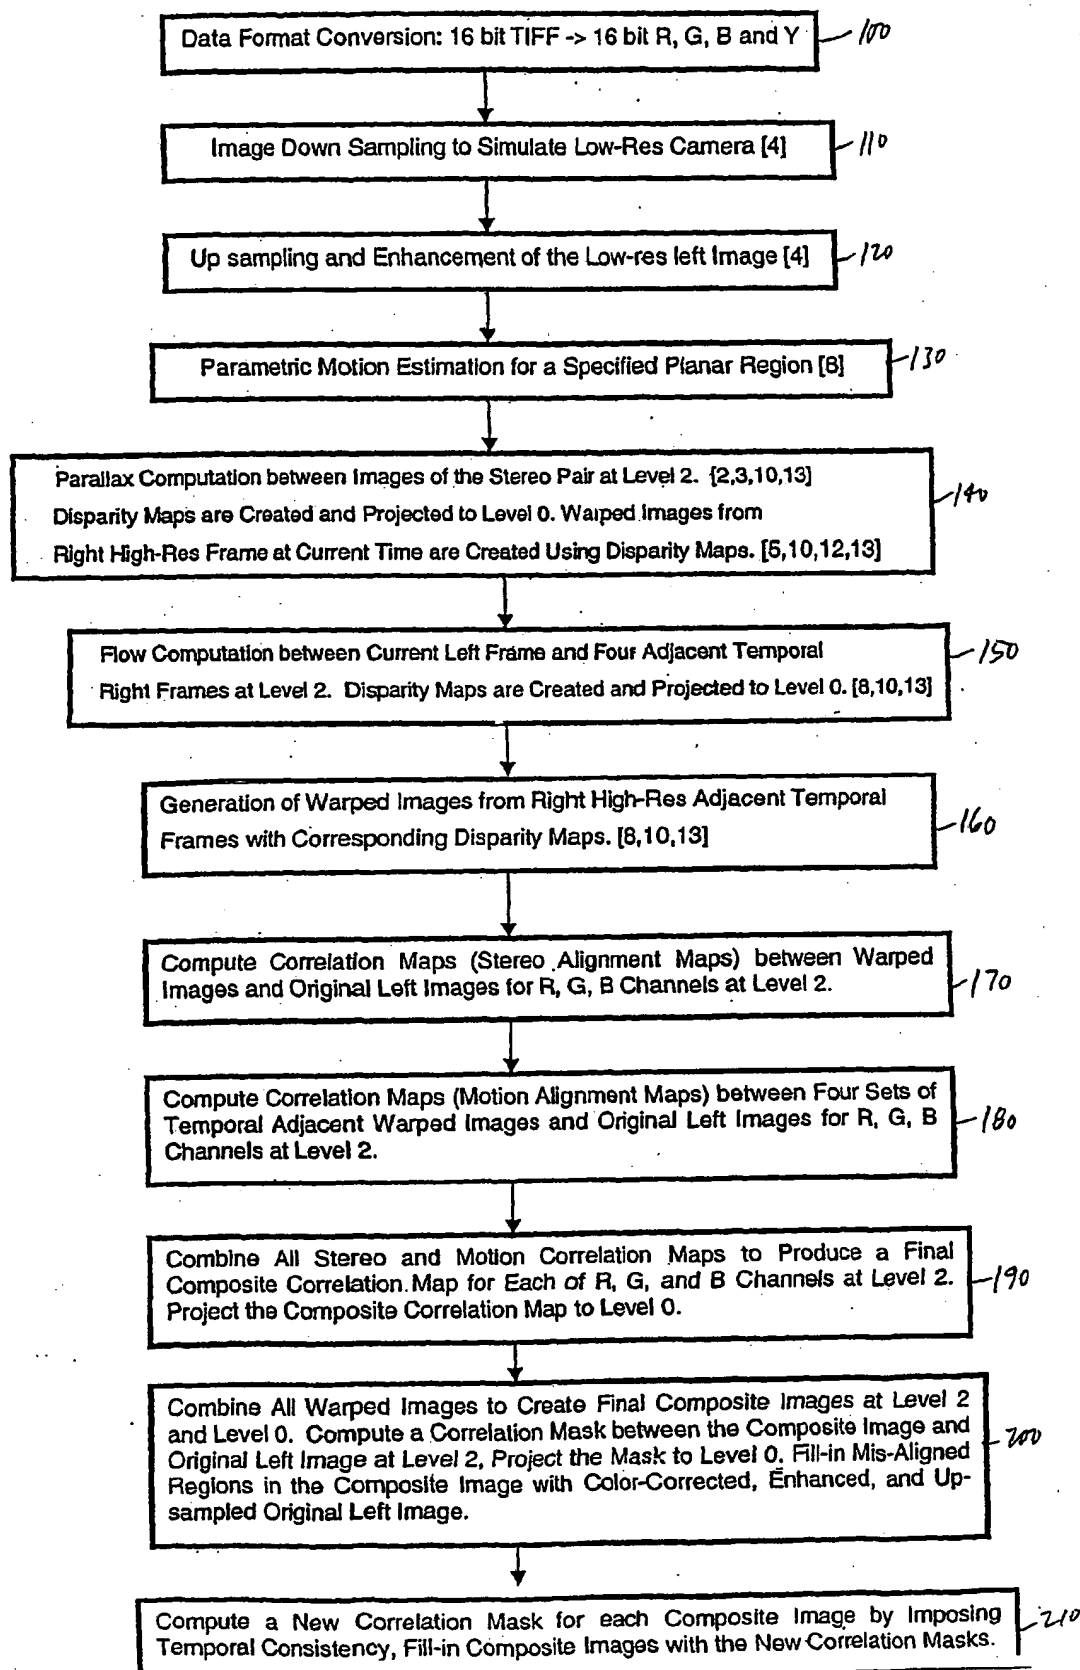 Data Format Conversion: 16 bit TIFF -> 16 bit R, G, B and Y
100
Image Down Sampling to Simulate Low-Res Camera [4]
110
Up sampling and Enhancement of the Low-res left Image [4]
120
Parametric Motion Estimation for a Specified Planar Region [8]
130
Parallax Computation between Images of the Stereo Pair at Level 2. [2,3,10,13]
Disparity Maps are Created and Projected to Level 0. Warped Images from
Right High-Res Frame at Current Time are Created Using Disparity Maps. [5,10,12,13]
140
Flow Computation between Current Left Frame and Four Adjacent Temporal
Right Frames at Level 2. Disparity Maps are Created and Projected to Level 0. [8,10,13]
150
Generation of Warped Images from Right High-Res Adjacent Temporal
Frames with Corresponding Disparity Maps. [8,10,13]
160
Compute Correlation Maps (Stereo Alignment Maps) between Warped
Images and Original Left Images for R, G, B Channels at Level 2.
170
Compute Correlation Maps (Motion Alignment Maps) between Four Sets of
Temporal Adjacent Warped Images and Original Left Images for R, G, B
Channels at Level 2.
180
Combine All Stereo and Motion Correlation Maps to Produce a Final
Composite Correlation Map for Each of R, G, and B Channels at Level 2.
Project the Composite Correlation Map to Level 0.
190
Combine All Warped Images to Create Final Composite Images at Level 2
and Level 0. Compute a Correlation Mask between the Composite Image and
Original Left Image at Level 2, Project the Mask to Level 0. Fill-in Mis-Aligned
Regions in the Composite Image with Color-Corrected, Enhanced, and Up-
sampled Original Left Image.
200
Compute a New Correlation Mask for each Composite Image by Imposing
Temporal Consistency, Fill-in Composite Images with the New Correlation Masks.
210